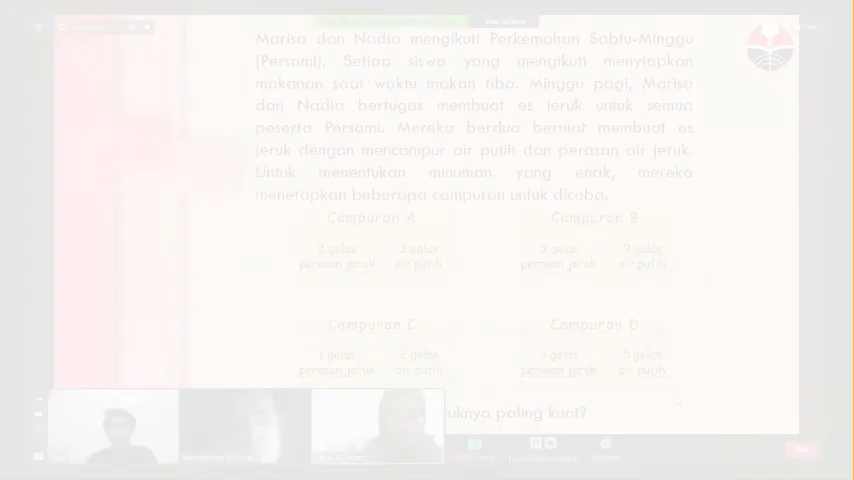 Marisa dan Nadia mengikuti Perkemahan Sabtu-Minggu
(Persami). Setiap siswa yang mengikuti menyiapkan
makanan saat waktu makan tiba. Minggu pagi, Marisa
dan Nadia bertugas membuat es jeruk untuk semua
peserta Persami. Mereka berdua berniat membuat es
jeruk dengan mencampur air putih dan perasan air jeruk.
Untuk menentukan minuman yang enak, mereka
menetapkan beberapa campuran untuk dicoba.
Campuran A Campuran B
2 gelas 3 gelas 5 gelas 9 gelas
perasan jeruk air putih perasan jeruk air putih
Campuran C Campuran D
1 gelas 2 gelas 3 gelas 5 gelas
perasan jeruk air putih perasan jeruk air putih
uknya paling kuat?